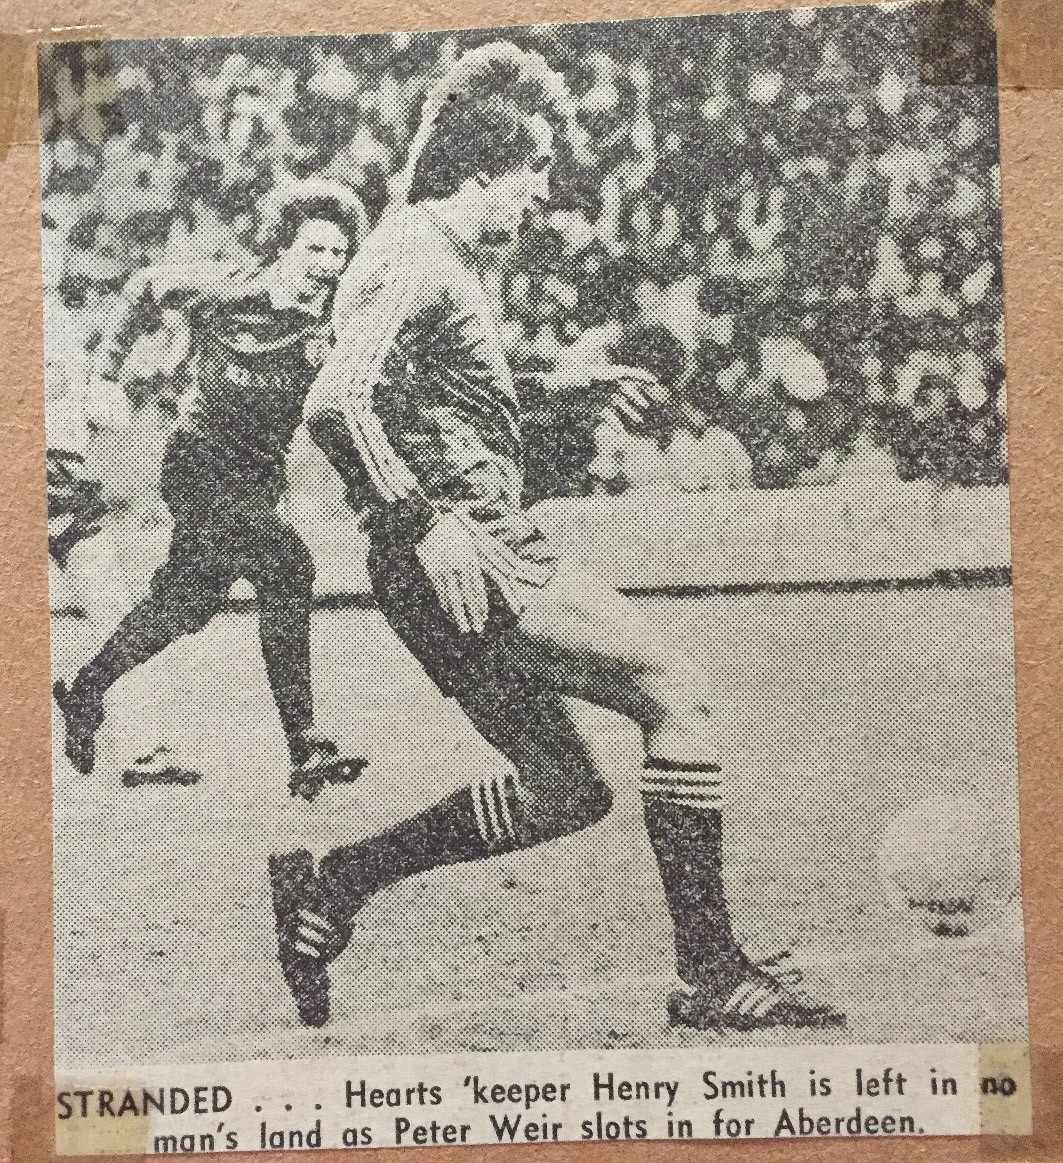 STRANDED . . . Hearts 'keeper Henry Smith is left in no
man's land as Peter Weir slots in for Aberdeen.